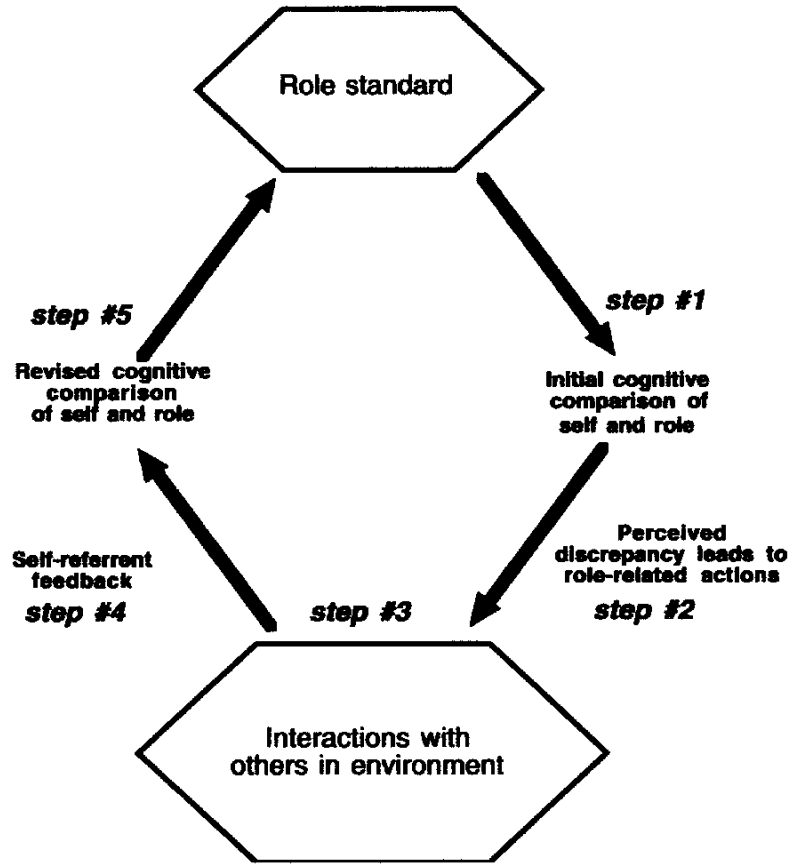 Role standard
step #1
Initial cognitive
comparison of
self and role
Perceived
discrepancy leads to
role-related actions
step #2
step #3
Interactions with
others in environment
Self-referrent
feedback
step #4
step #5
Revised cognitive
comparison
of self and role